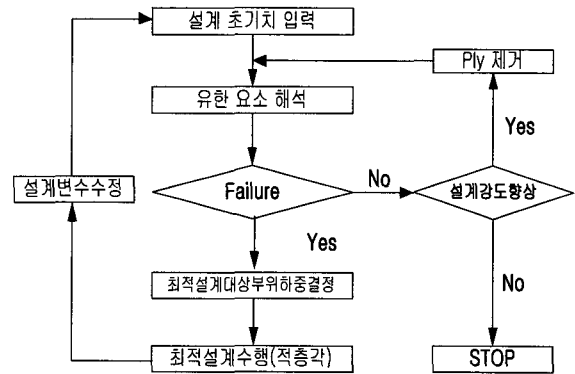 설계 초기치 입력
Ply 제거
유한 요소 해석
Yes
설계변수수정
Failure
No
설계강도향상
Yes
No
최적설계대상부위하중결정
최적설계수행(적층각)
STOP